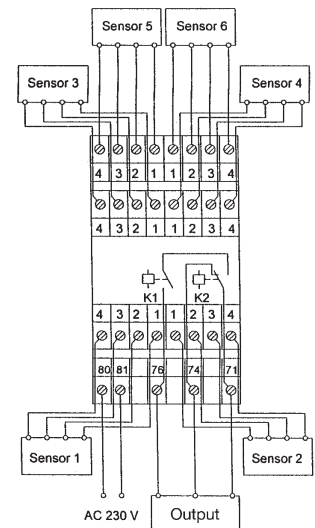 Sensor 5 Sensor 6
Sensor 3 Sensor 4
4 3 2 1 1 2 3 4
4 3 2 1 1 2 3 4
K1 K2
4 3 2 1 1 2 3 4
80 81 76 74 71
Sensor 1 Sensor 2
AC 230 V Output